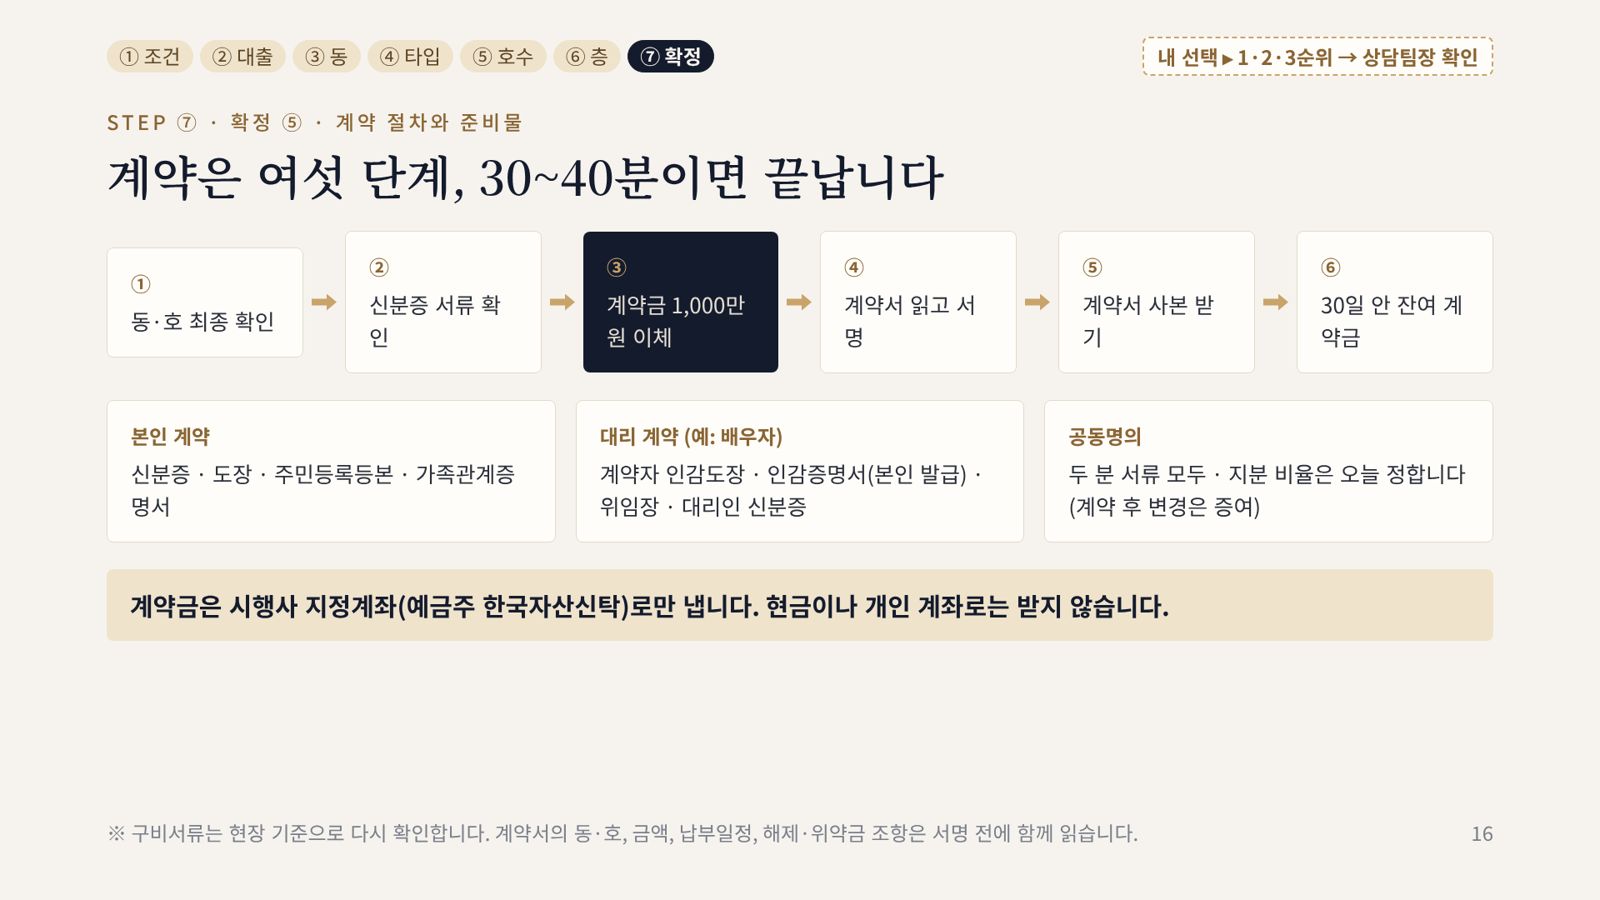 ① 조건 ② 대출 ③ 동 ④ 타입 ⑤ 호수 ⑥ 층 ⑦ 확정
내 선택 ▸ 1·2·3순위 → 상담팀장 확인
STEP ⑦ · 확정 ⑤ · 계약 절차와 준비물
계약은 여섯 단계, 30~40분이면 끝납니다
①
동·호 최종 확인
②
신분증 서류 확
인
③
계약금 1,000만
원 이체
④
계약서 읽고 서
명
⑤
계약서 사본 받
기
⑥
30일 안 잔여 계
약금
본인 계약
신분증 · 도장 · 주민등록등본 · 가족관계증
명서
대리 계약 (예: 배우자)
계약자 인감도장 · 인감증명서(본인 발급) ·
위임장 · 대리인 신분증
공동명의
두 분 서류 모두 · 지분 비율은 오늘 정합니다
(계약 후 변경은 증여)
계약금은 시행사 지정계좌(예금주 한국자산신탁)로만 냅니다. 현금이나 개인 계좌로는 받지 않습니다.
※ 구비서류는 현장 기준으로 다시 확인합니다. 계약서의 동·호, 금액, 납부일정, 해제·위약금 조항은 서명 전에 함께 읽습니다.
16